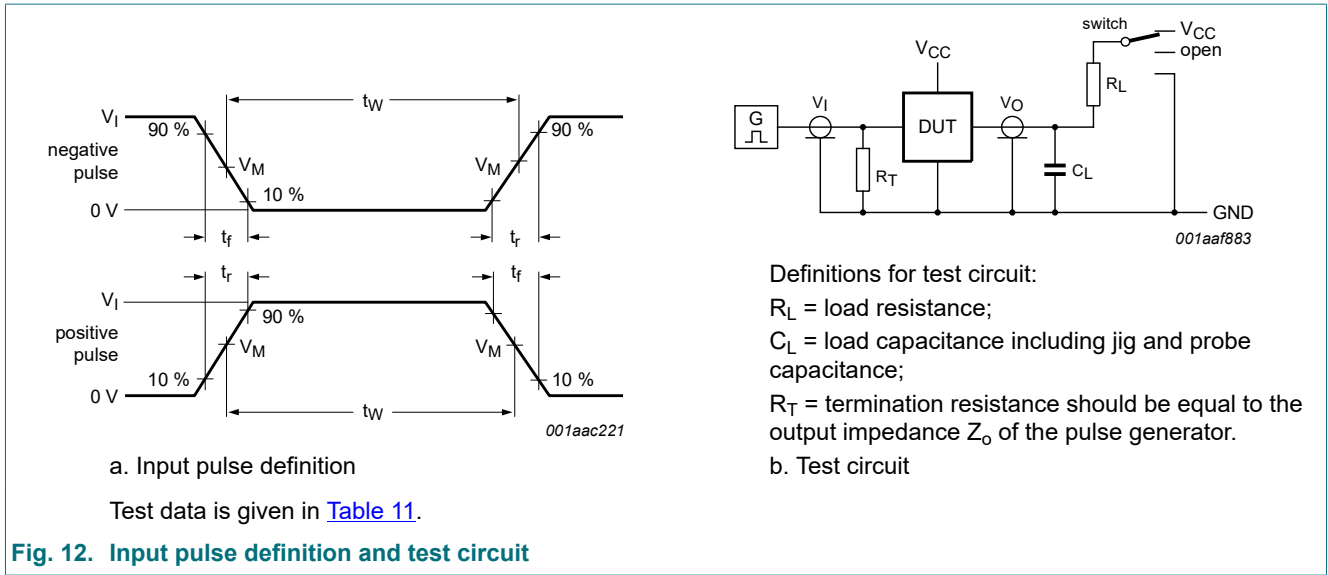 V_I
90 %
negative
pulse
V_M
10 %
0 V
t_W
V_M
90 %
t_f
t_r
t_r
t_f
V_I
90 %
positive
pulse
V_M
V_M
10 %
10 %
0 V
t_W
001aac221
a. Input pulse definition
Test data is given in Table 11.
switch
V_CC
open
V_CC
R_L
G
V_I
DUT
V_O
R_T
C_L
GND
001aaf883
Definitions for test circuit:
R_L = load resistance;
C_L = load capacitance including jig and probe
capacitance;
R_T = termination resistance should be equal to the
output impedance Z_o of the pulse generator.
b. Test circuit
Fig. 12. Input pulse definition and test circuit